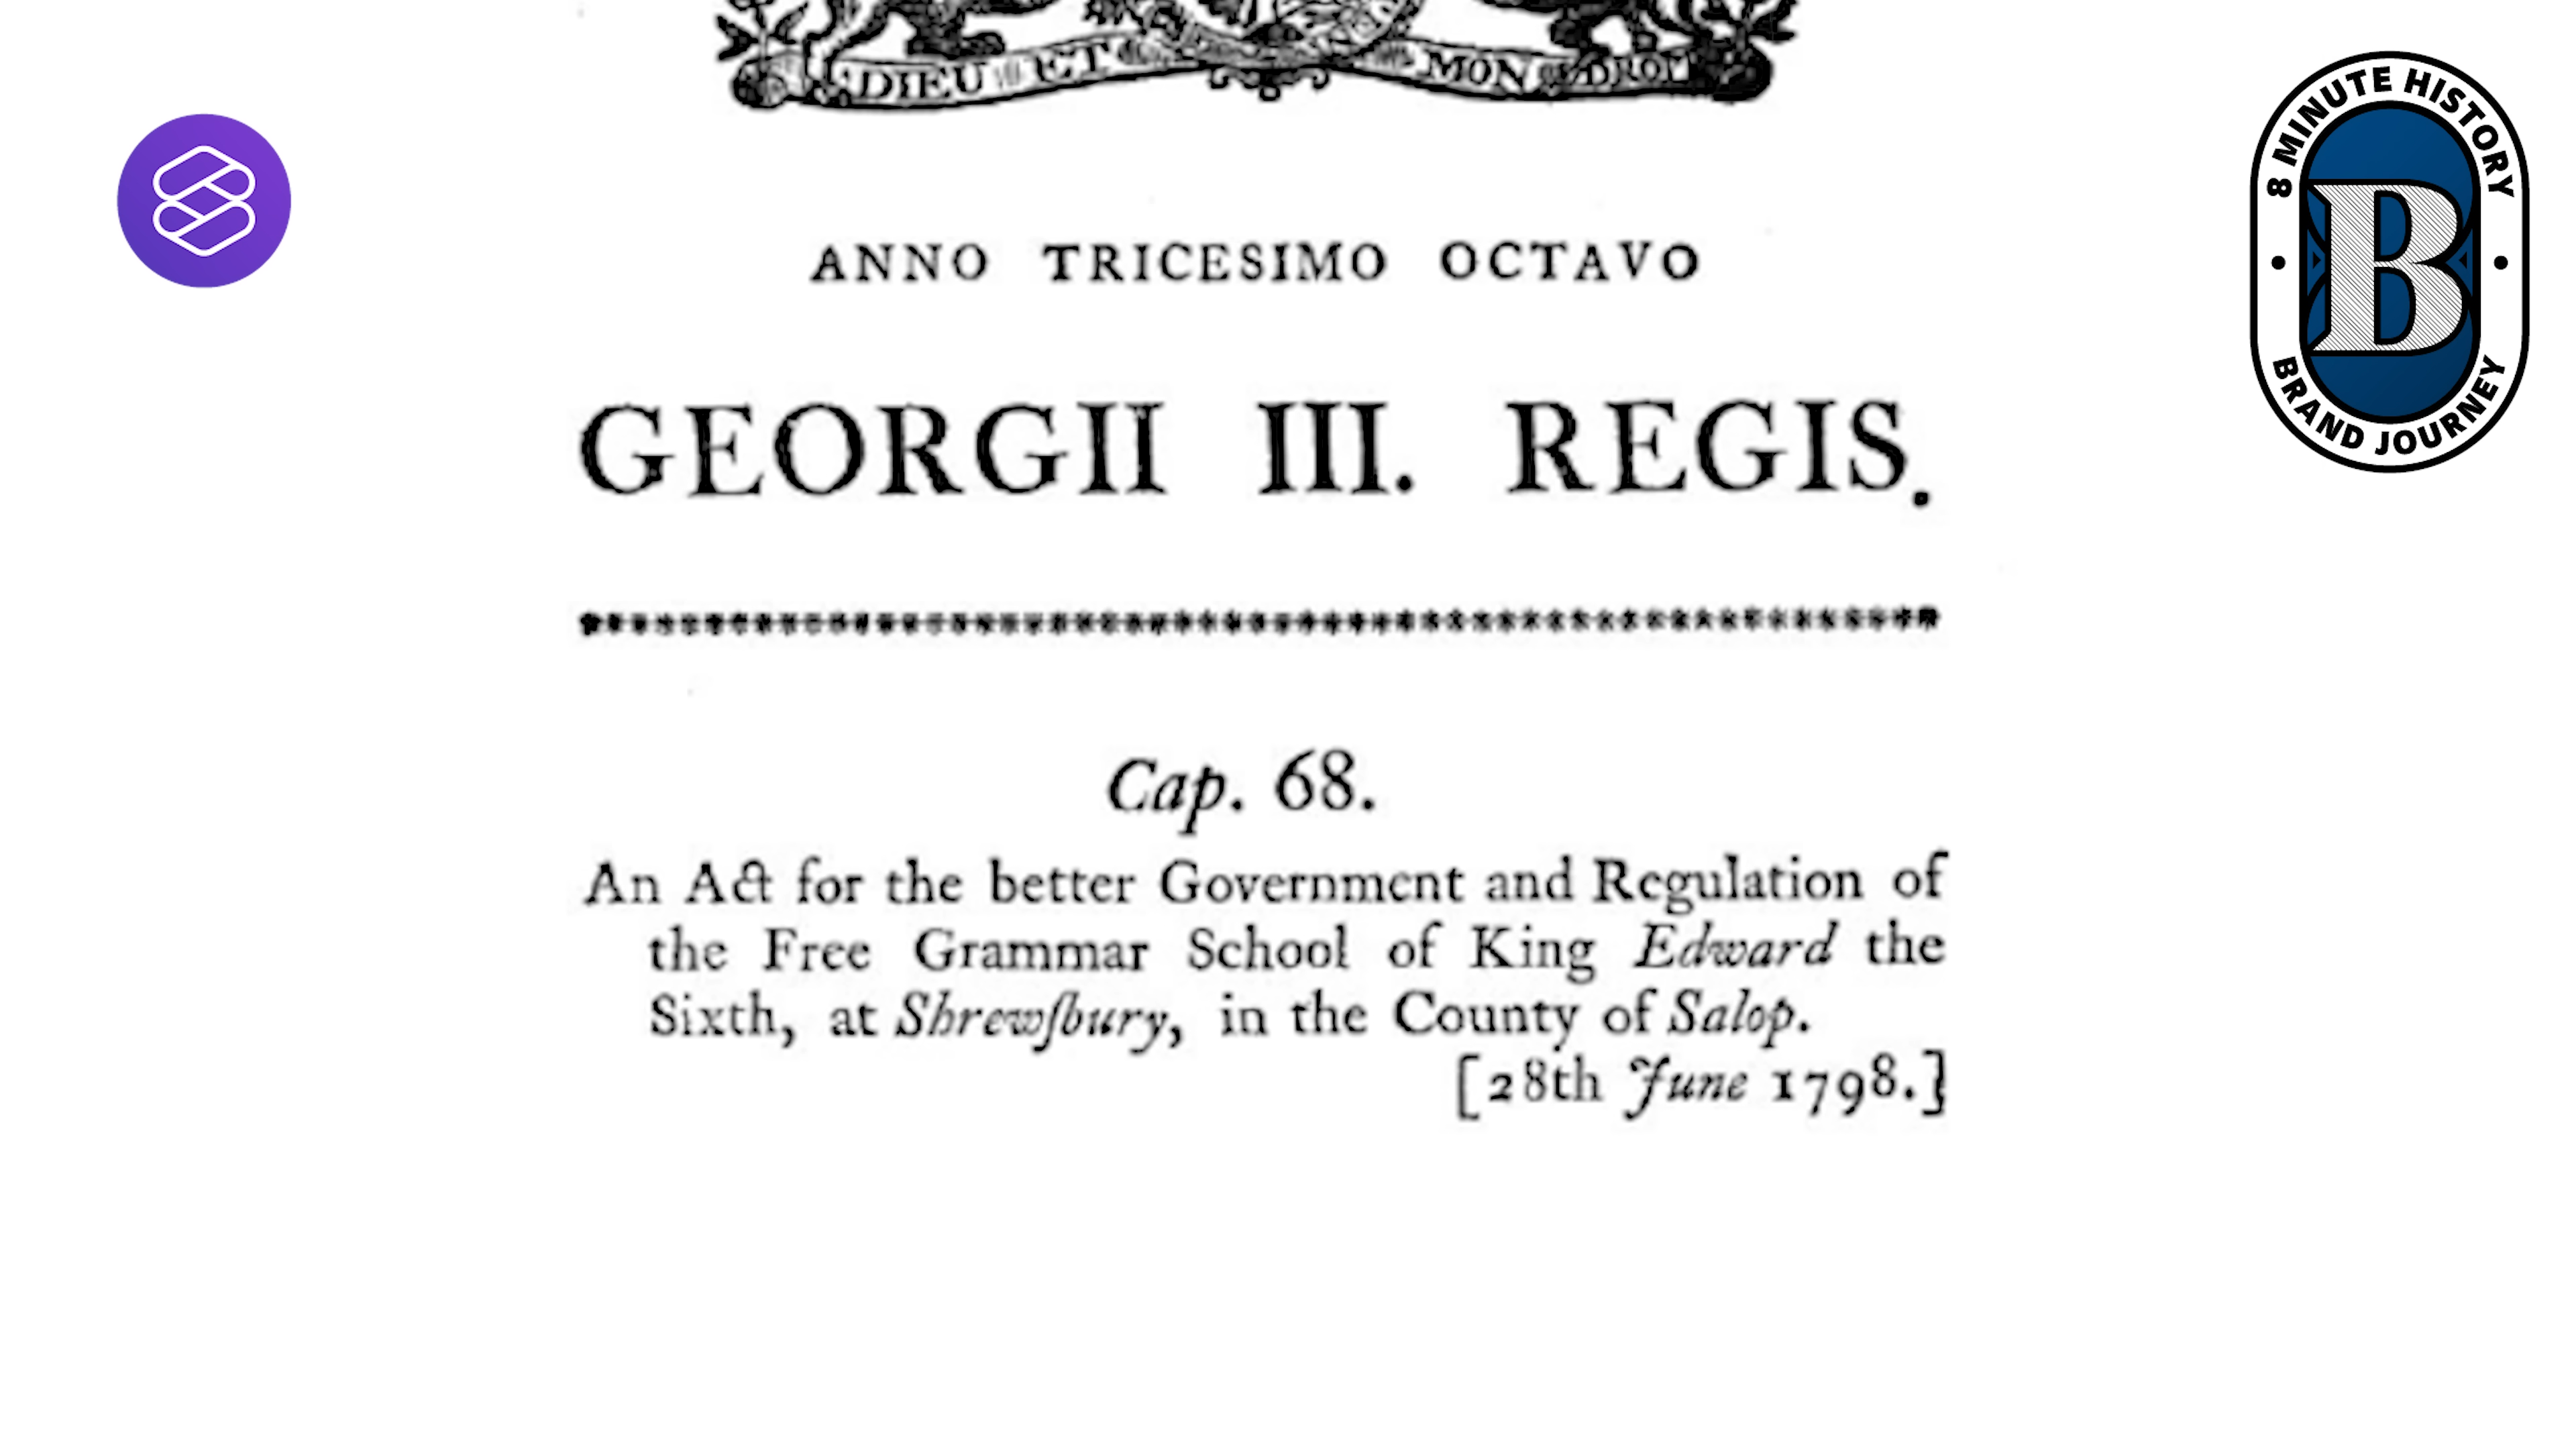 DIEU ET MON DROIT
8 MINUTE HISTORY
B
BRAND JOURNEY
ANNO TRICESIMO OCTAVO
GEORGII III. REGIS.
Cap. 68.
An Act for the better Government and Regulation of
the Free Grammar School of King Edward the
Sixth, at Shrewſbury, in the County of Salop.
[28th June 1798.]